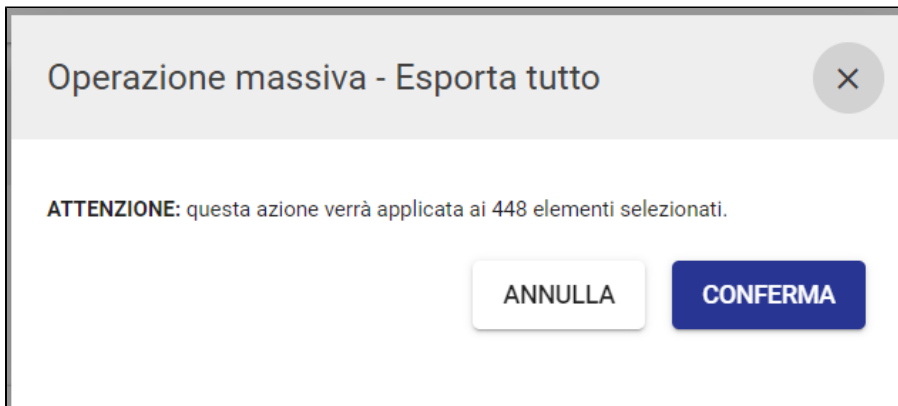 Operazione massiva - Esporta tutto
ATTENZIONE: questa azione verrà applicata ai 448 elementi selezionati.
ANNULLA
CONFERMA